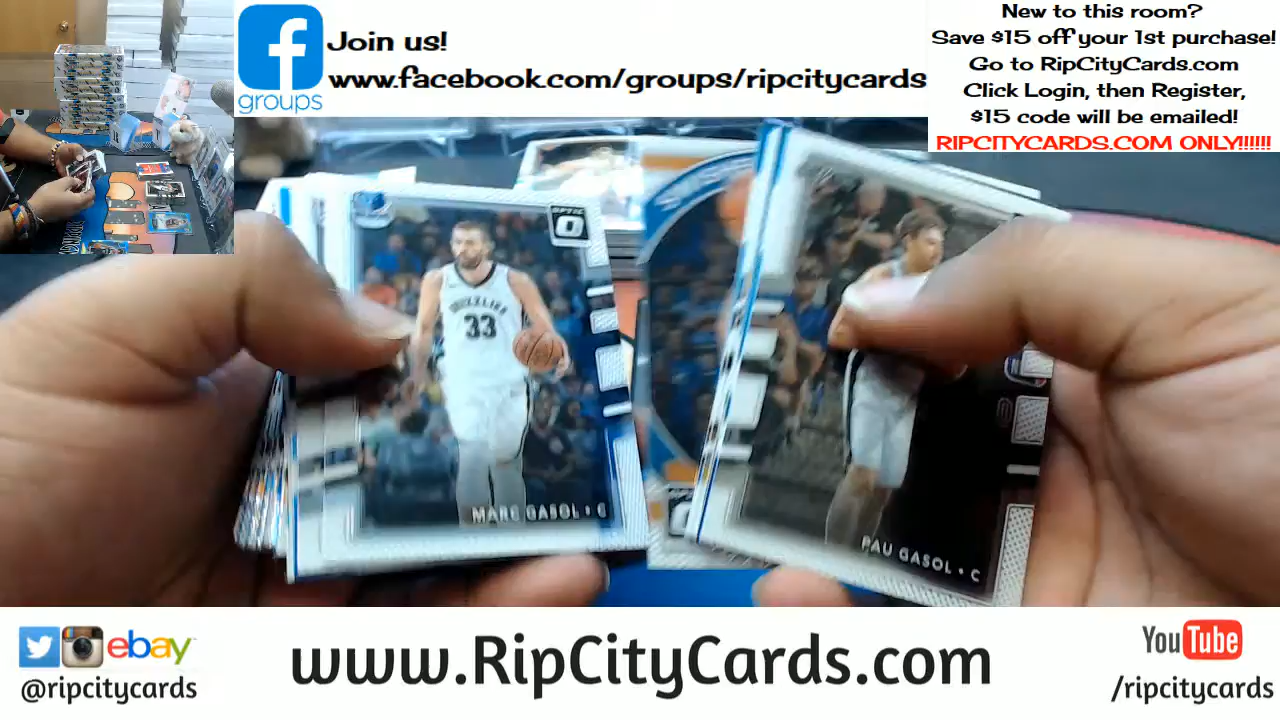 Join us!
www.facebook.com/groups/ripcitycards
groups
New to this room?
Save $15 off your 1st purchase!
Go to RipCityCards.com
Click Login, then Register,
$15 code will be emailed!
RIPCITYCARDS.COM ONLY!!!!!!
OPTIC
GRIZZLIES
33
MARC GASOL • C
PAU GASOL • C
ebay
@ripcitycards
www.RipCityCards.com
YouTube
/ripcitycards